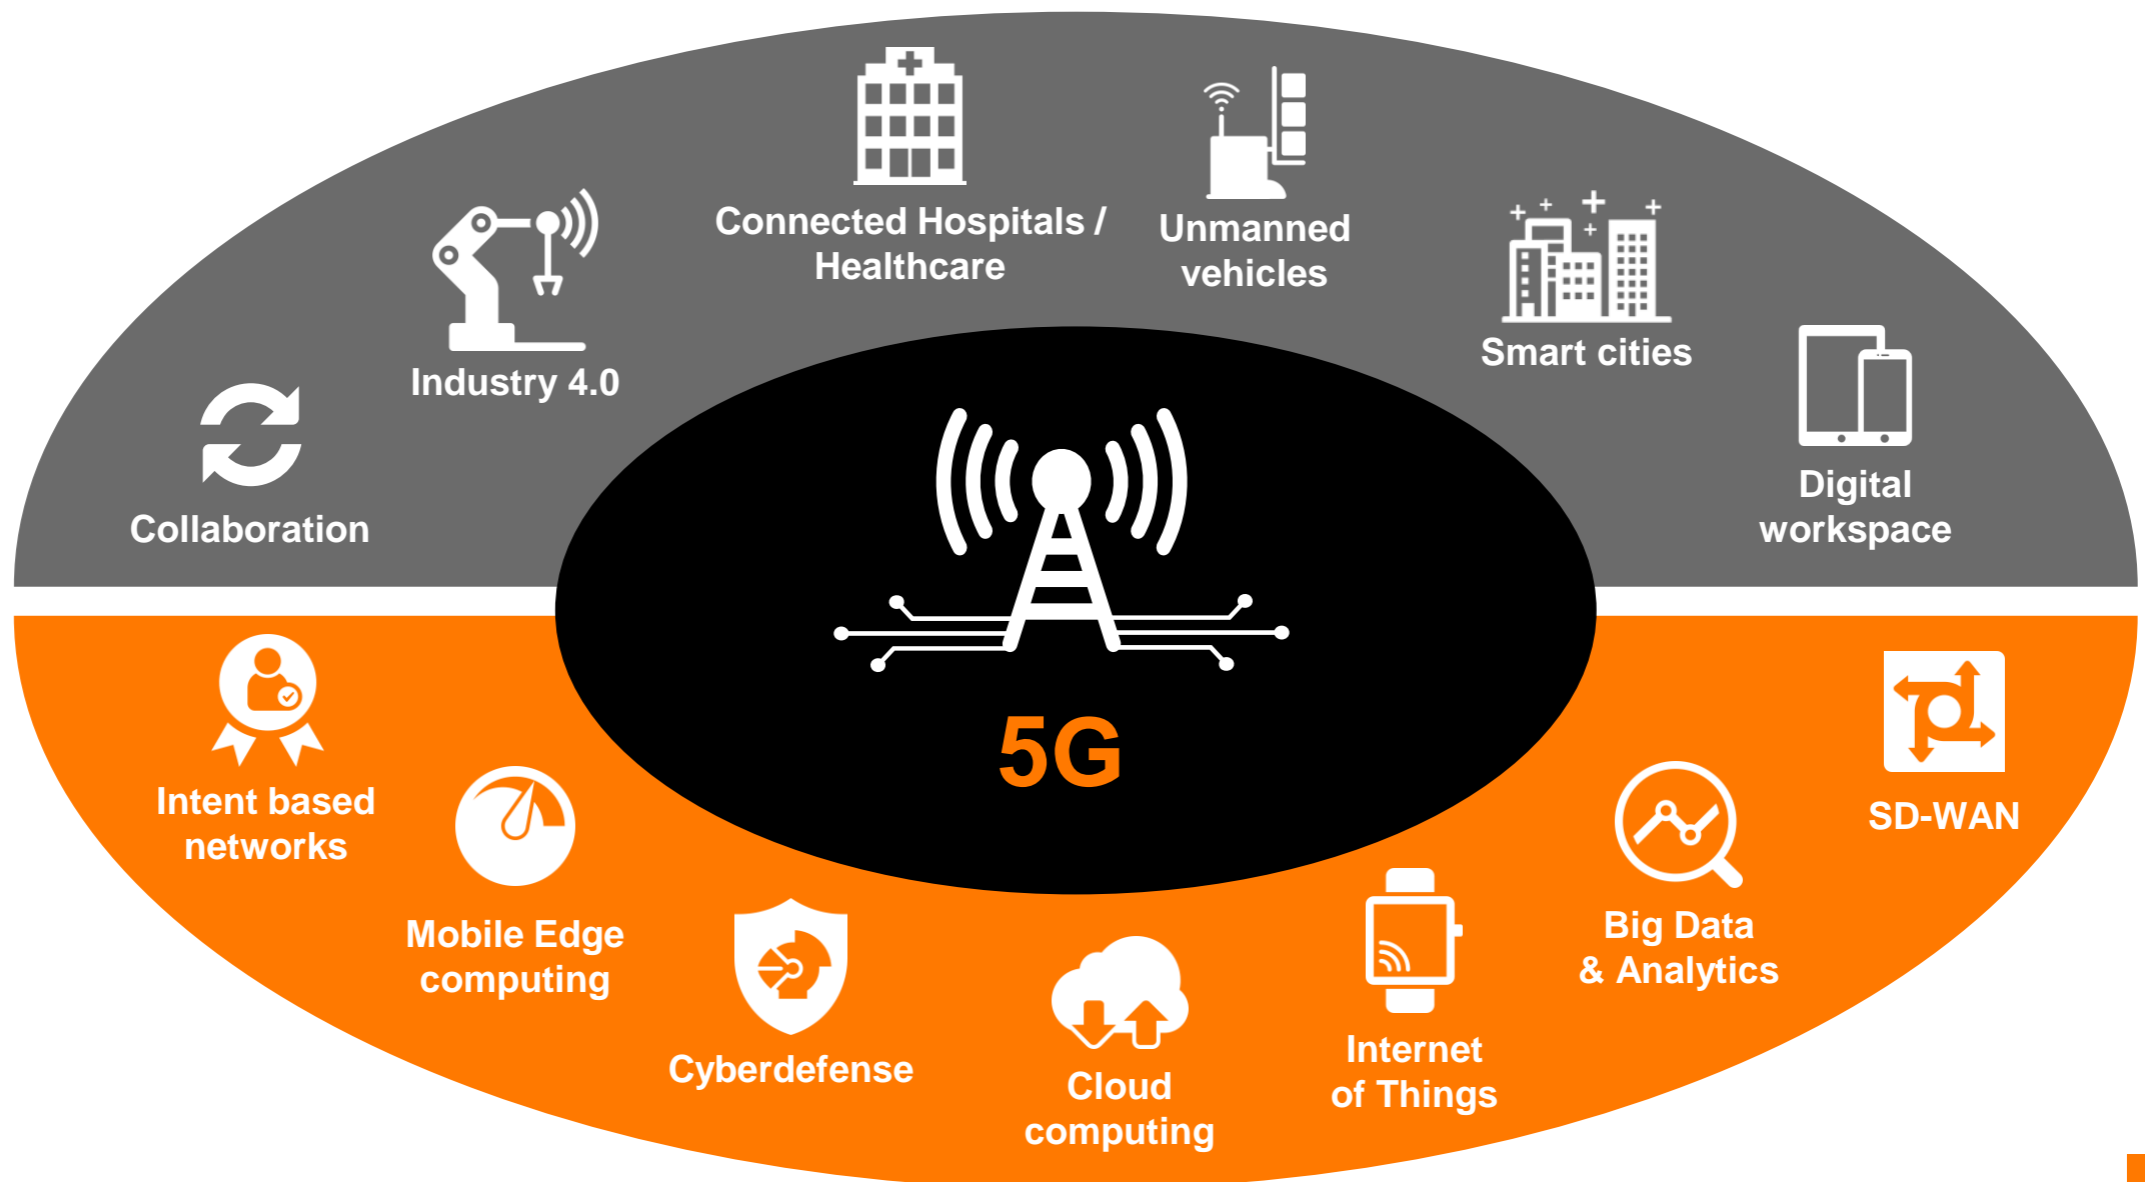 Connected Hospitals /
Healthcare
Unmanned
vehicles
Smart cities
Industry 4.0
Digital
workspace
Collaboration
5G
Intent based
networks
Mobile Edge
computing
Cyberdefense
Cloud
computing
Internet
of Things
Big Data
& Analytics
SD-WAN